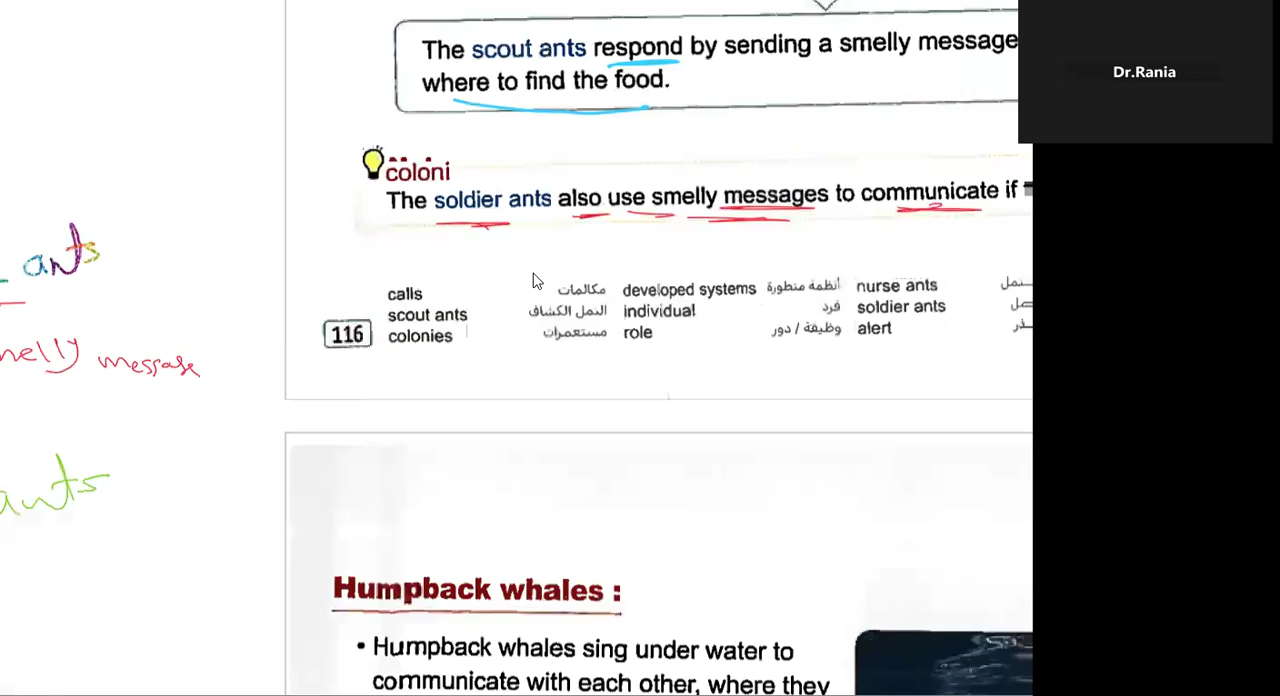 The scout ants respond by sending a smelly message
where to find the food.
Dr.Rania
coloni
The soldier ants also use smelly messages to communicate if
ants
calls مكالمات developed systems أنظمة متطورة nurse ants
scout ants النمل الكشاف individual فرد soldier ants
116 colonies مستعمرات role وظيفة / دور alert
message
ants
Humpback whales :
• Humpback whales sing under water to
communicate with each other, where they